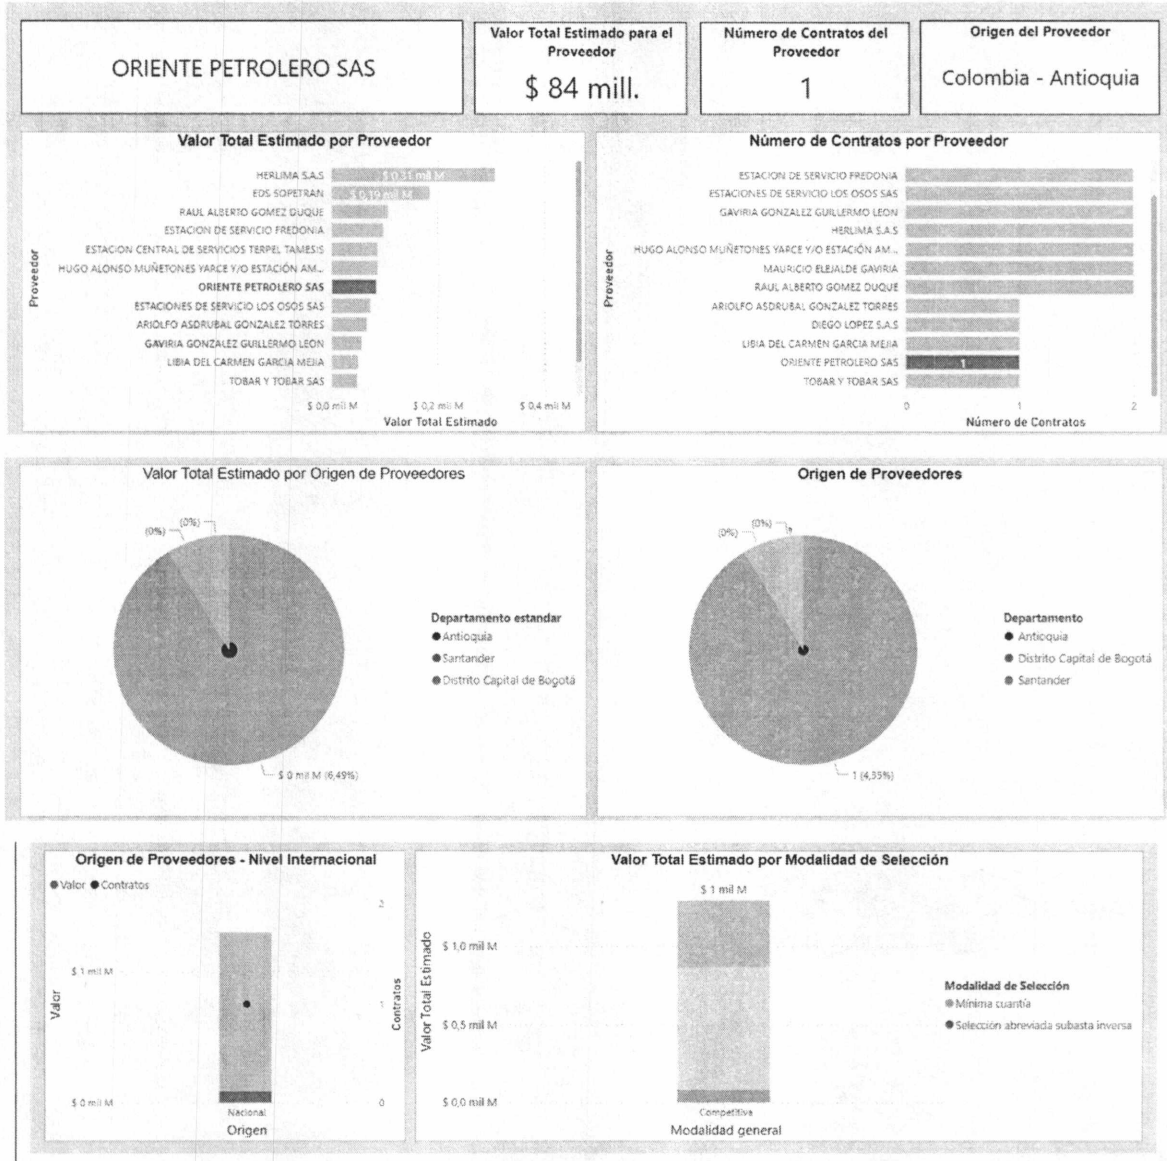 ORIENTE PETROLERO SAS
Valor Total Estimado para el
Proveedor
$ 84 mill.
Número de Contratos del
Proveedor
1
Origen del Proveedor
Colombia - Antioquia
Valor Total Estimado por Proveedor
Proveedor
HERLIMA S.A.S
$ 0,31 mil M
EDS SOPETRAN
$ 0,19 mil M
RAUL ALBERTO GOMEZ DUQUE
ESTACION DE SERVICIO FREDONIA
ESTACION CENTRAL DE SERVICIOS TERPEL TAMESIS
HUGO ALONSO MUÑETONES YARCE Y/O ESTACIÓN AM...
ORIENTE PETROLERO SAS
ESTACIONES DE SERVICIO LOS OSOS SAS
ARIOLFO ASDRUBAL GONZALEZ TORRES
GAVIRIA GONZALEZ GUILLERMO LEON
LIBIA DEL CARMEN GARCIA MEJIA
TOBAR Y TOBAR SAS
$ 0,0 mil M
$ 0,2 mil M
$ 0,4 mil M
Valor Total Estimado
Número de Contratos por Proveedor
Proveedor
ESTACION DE SERVICIO FREDONIA
ESTACIONES DE SERVICIO LOS OSOS SAS
GAVIRIA GONZALEZ GUILLERMO LEON
HERLIMA S.A.S
HUGO ALONSO MUÑETONES YARCE Y/O ESTACIÓN AM...
MAURICIO ELEJALDE GAVIRIA
RAUL ALBERTO GOMEZ DUQUE
ARIOLFO ASDRUBAL GONZALEZ TORRES
DIEGO LOPEZ S.A.S
LIBIA DEL CARMEN GARCIA MEJIA
ORIENTE PETROLERO SAS
1
TOBAR Y TOBAR SAS
0
1
2
Número de Contratos
Valor Total Estimado por Origen de Proveedores
(0%)
(0%)
$ 0 mil M (6,49%)
Departamento estandar
Antioquia
Santander
Distrito Capital de Bogotá
Origen de Proveedores
(0%)
(0%)
1 (4,35%)
Departamento
Antioquia
Distrito Capital de Bogotá
Santander
Origen de Proveedores - Nivel Internacional
Valor Contratos
Valor
$ 1 mil M
$ 0 mil M
2
1
0
Contratos
Nacional
Origen
Valor Total Estimado por Modalidad de Selección
$ 1 mil M
Valor Total Estimado
$ 1,0 mil M
$ 0,5 mil M
$ 0,0 mil M
Competitiva
Modalidad general
Modalidad de Selección
Mínima cuantía
Selección abreviada subasta inversa